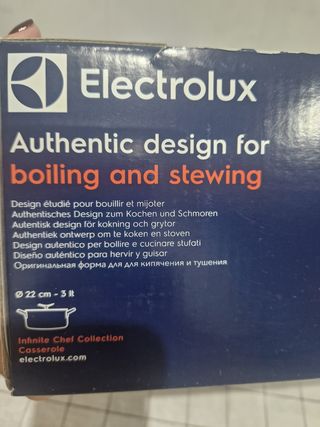 Electrolux
Authentic design for
boiling and stewing
Design étudié pour bouillir et mijoter
Authentisches Design zum Kochen und Schmoren
Autentisk design för kokning och grytor
Authentiek ontwerp om te koken en stoven
Design autentico per bollire e cucinare stufati
Diseño auténtico para hervir y guisar
Оригинальная форма для для кипячения и тушения
Ø 22 cm - 3 lt
Infinite Chef Collection
Casserole
electrolux.com